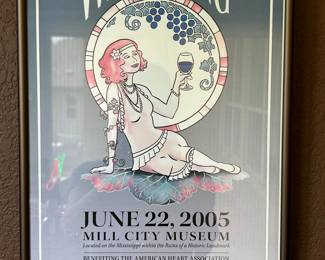 JUNE 22, 2005
MILL CITY MUSEUM
Located on the Mississippi within the Ruins of a Historic Landmark
BENEFITING THE AMERICAN HEART ASSOCIATION